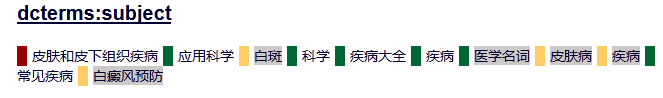 dcterms:subject
皮肤和皮下组织疾病 应用科学 白斑 科学 疾病大全 疾病 医学名词 皮肤病 疾病
常见疾病 白癜风预防